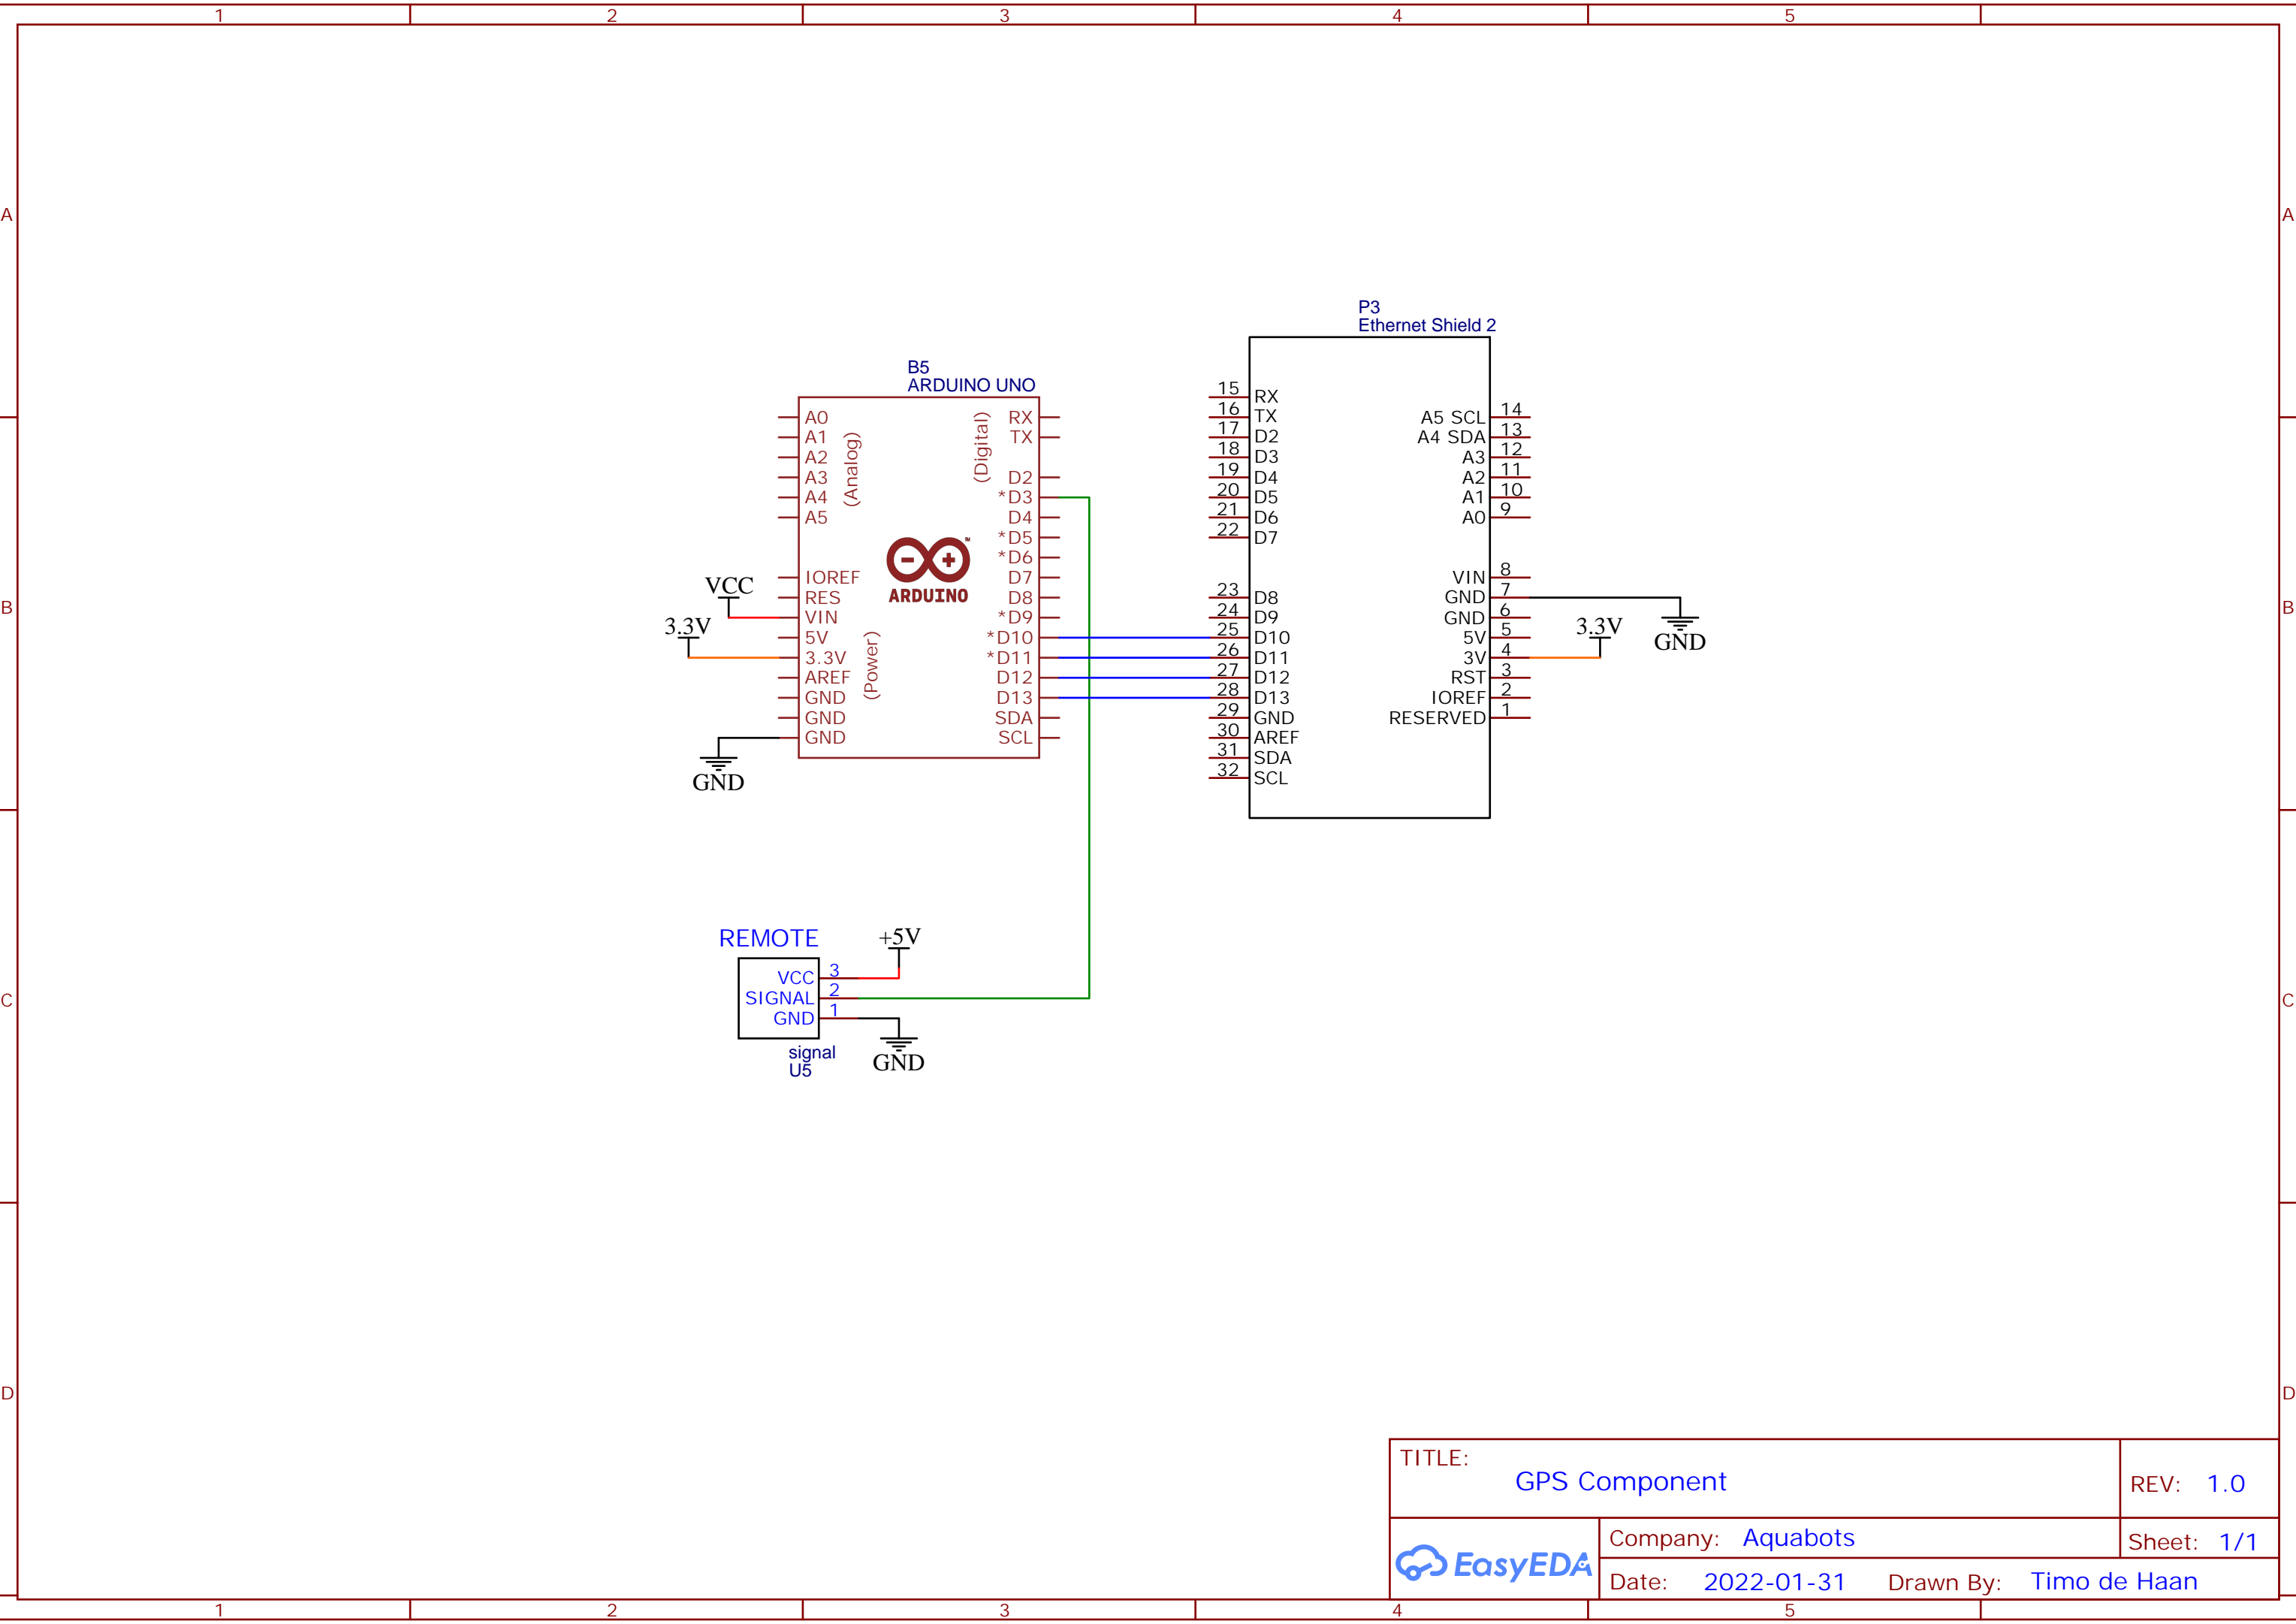 1 2 3 4 5
A A
B B
C C
D D
P3
Ethernet Shield 2
B5
ARDUINO UNO
A0
A1
A2
A3
A4
A5
(Analog)
IOREF
RES
VIN
5V
3.3V
AREF
GND
GND
GND
(Power)
(Digital)
RX
TX
D2
*D3
D4
*D5
*D6
D7
D8
*D9
*D10
*D11
D12
D13
SDA
SCL
ARDUINO
TM
VCC
3.3V
GND
15 RX
16 TX
17 D2
18 D3
19 D4
20 D5
21 D6
22 D7
23 D8
24 D9
25 D10
26 D11
27 D12
28 D13
29 GND
30 AREF
31 SDA
32 SCL
A5 SCL 14
A4 SDA 13
A3 12
A2 11
A1 10
A0 9
VIN 8
GND 7
GND 6
5V 5
3V 4
RST 3
IOREF 2
RESERVED 1
3.3V
GND
REMOTE
+5V
VCC 3
SIGNAL 2
GND 1
signal
U5
GND
TITLE:
GPS Component
REV: 1.0
EasyEDA
Company: Aquabots
Sheet: 1/1
Date: 2022-01-31 Drawn By: Timo de Haan
1 2 3 4 5